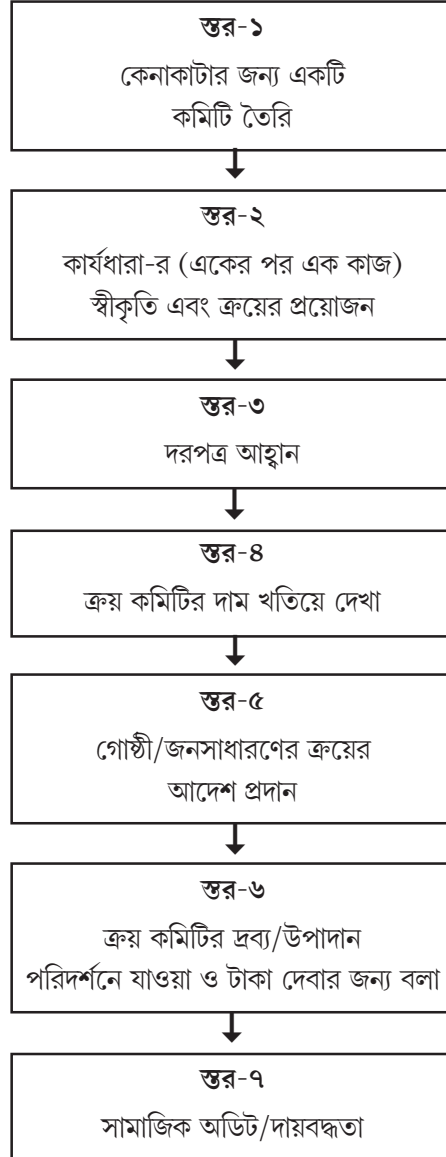 স্তর-১
কেনাকাটার জন্য একটি
কমিটি তৈরি
স্তর-২
কার্যধারা-র (একের পর এক কাজ)
স্বীকৃতি এবং ক্রয়ের প্রয়োজন
স্তর-৩
দরপত্র আহ্বান
স্তর-৪
ক্রয় কমিটির দাম খতিয়ে দেখা
স্তর-৫
গোষ্ঠী/জনসাধারণের ক্রয়ের
আদেশ প্রদান
স্তর-৬
ক্রয় কমিটির দ্রব্য/উপাদান
পরিদর্শনে যাওয়া ও টাকা দেবার জন্য বলা
স্তর-৭
সামাজিক অডিট/দায়বদ্ধতা